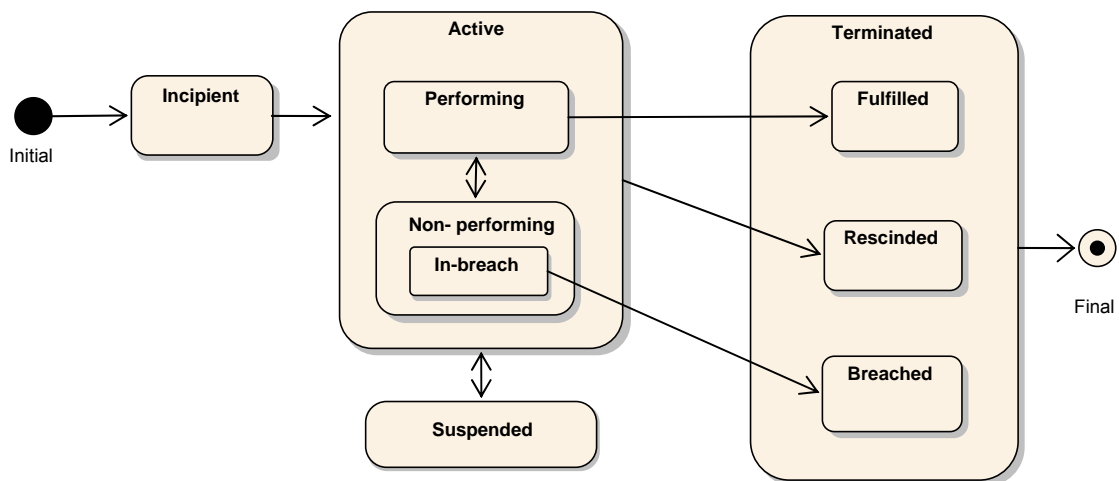 Initial
Incipient
Active
Performing
Non- performing
In-breach
Suspended
Terminated
Fulfilled
Rescinded
Breached
Final